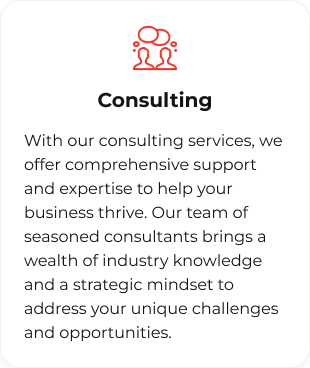 Consulting
With our consulting services, we
offer comprehensive support
and expertise to help your
business thrive. Our team of
seasoned consultants brings a
wealth of industry knowledge
and a strategic mindset to
address your unique challenges
and opportunities.